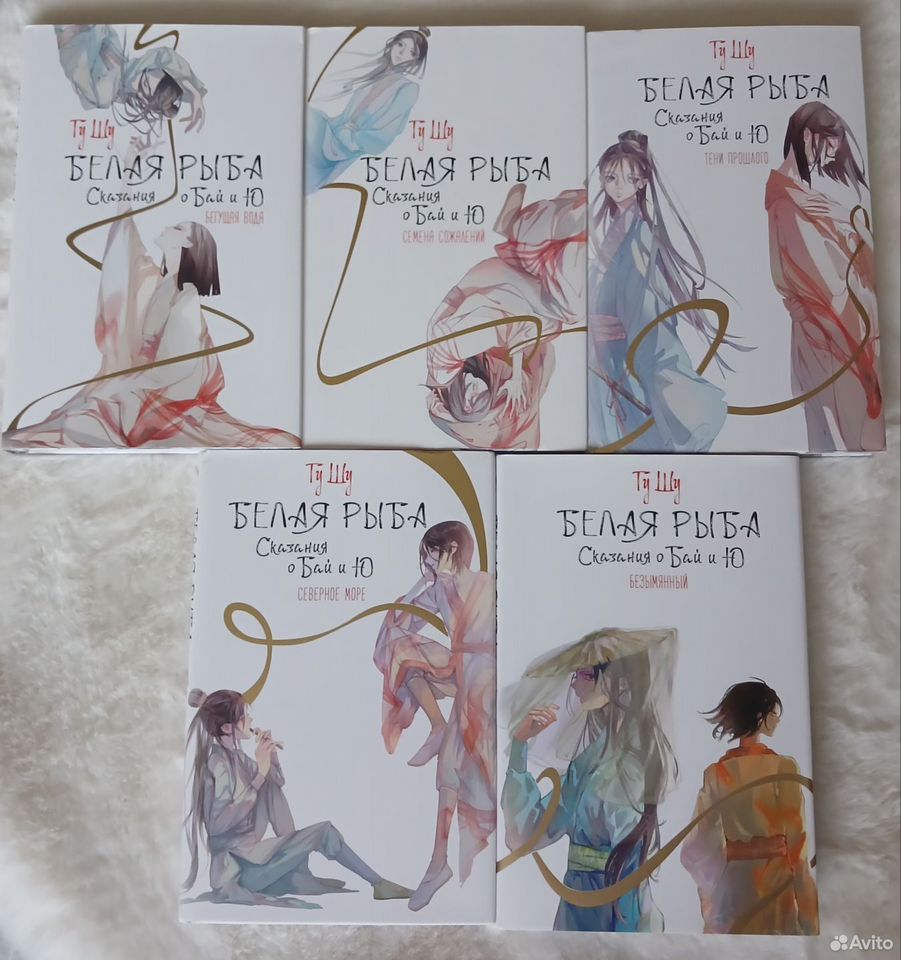 Ту Шу
БЕЛАЯ РЫБА
Сказания
о Бай и Ю
БЕГУЩАЯ ВОДА
Ту Шу
БЕЛАЯ РЫБА
Сказания
о Бай и Ю
СЕМЕНА СОЖАЛЕНИЙ
Ту Шу
БЕЛАЯ РЫБА
Сказания
о Бай и Ю
ТЕНИ ПРОШЛОГО
Ту Шу
БЕЛАЯ РЫБА
Сказания
о Бай и Ю
СЕВЕРНОЕ МОРЕ
Ту Шу
БЕЛАЯ РЫБА
Сказания о Бай и Ю
БЕЗЫМЯННЫЙ
Avito